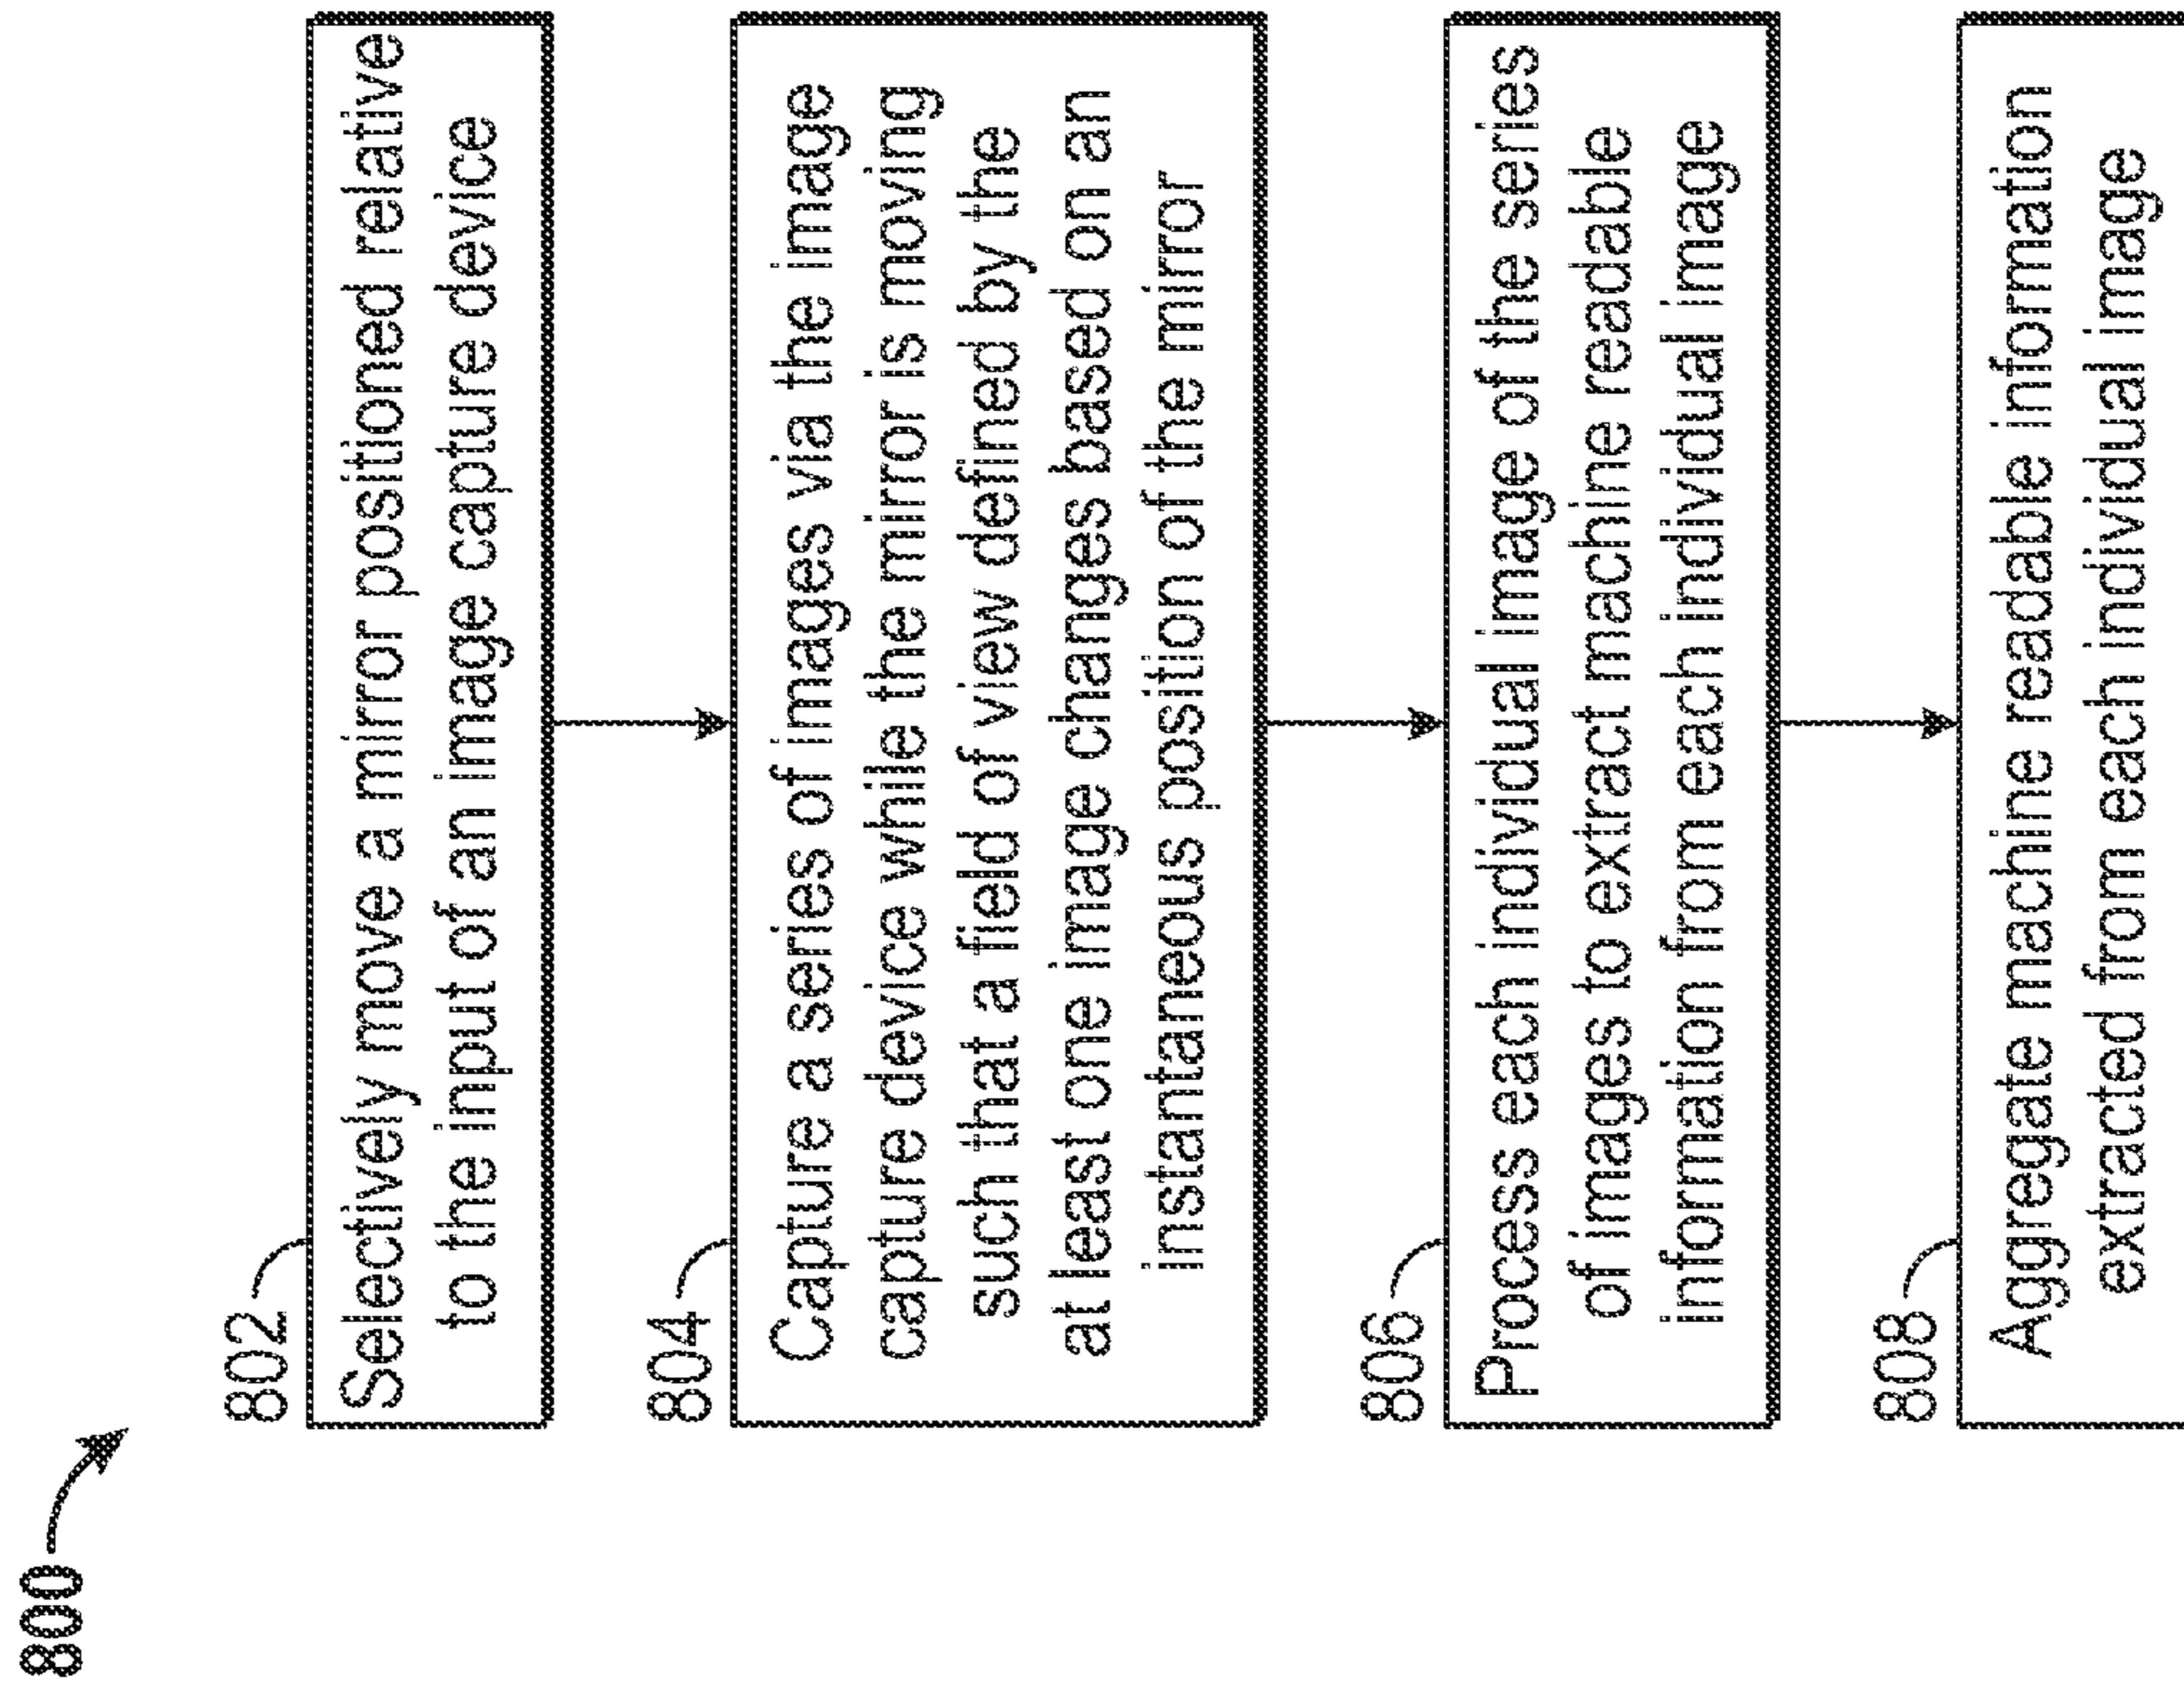 800
802
Selectively move a mirror positioned relative
to the input of an image capture device
804
Capture a series of images via the image
capture device while the mirror is moving
such that a field of view defined by the
at least one image changes based on an
instantaneous position of the mirror
806
Process each individual image of the series
of images to extract machine readable
information from each individual image
808
Aggregate machine readable information
extracted from each individual image